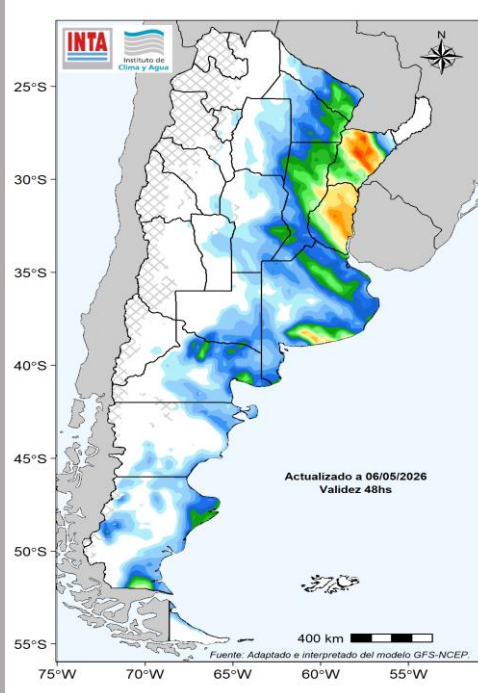 INTA
Instituto de
Clima y Agua
N
25°S
30°S
35°S
40°S
45°S
50°S
55°S
Actualizado a 06/05/2026
Validez 48hs
400 km
Fuente: Adaptado e interpretado del modelo GFS-NCEP.
75°W
70°W
65°W
60°W
55°W